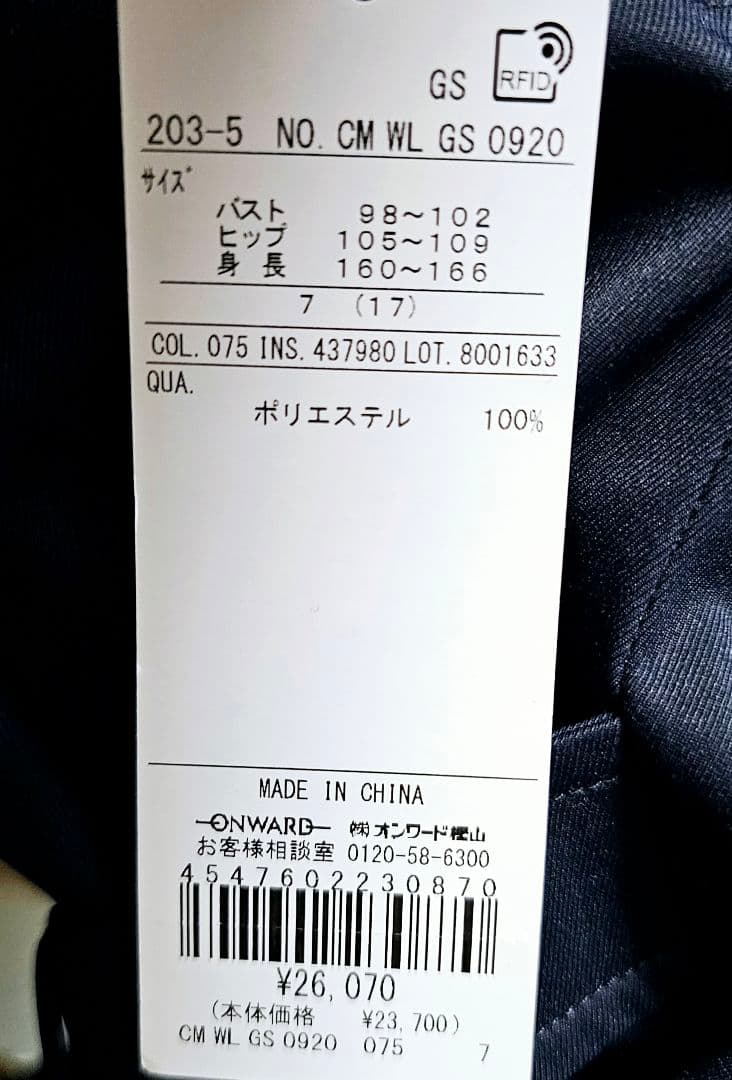 GS RFID
203-5 NO. CM WL GS 0920
サイズ
バスト 98～102
ヒップ 105～109
身長 160～166
7 (17)
COL. 075 INS. 437980 LOT. 8001633
QUA.
ポリエステル 100%
MADE IN CHINA
ONWARD ㈱オンワード樫山
お客様相談室 0120-58-6300
4547602230870
¥26,070
(本体価格 ¥23,700)
CM WL GS 0920 075 7